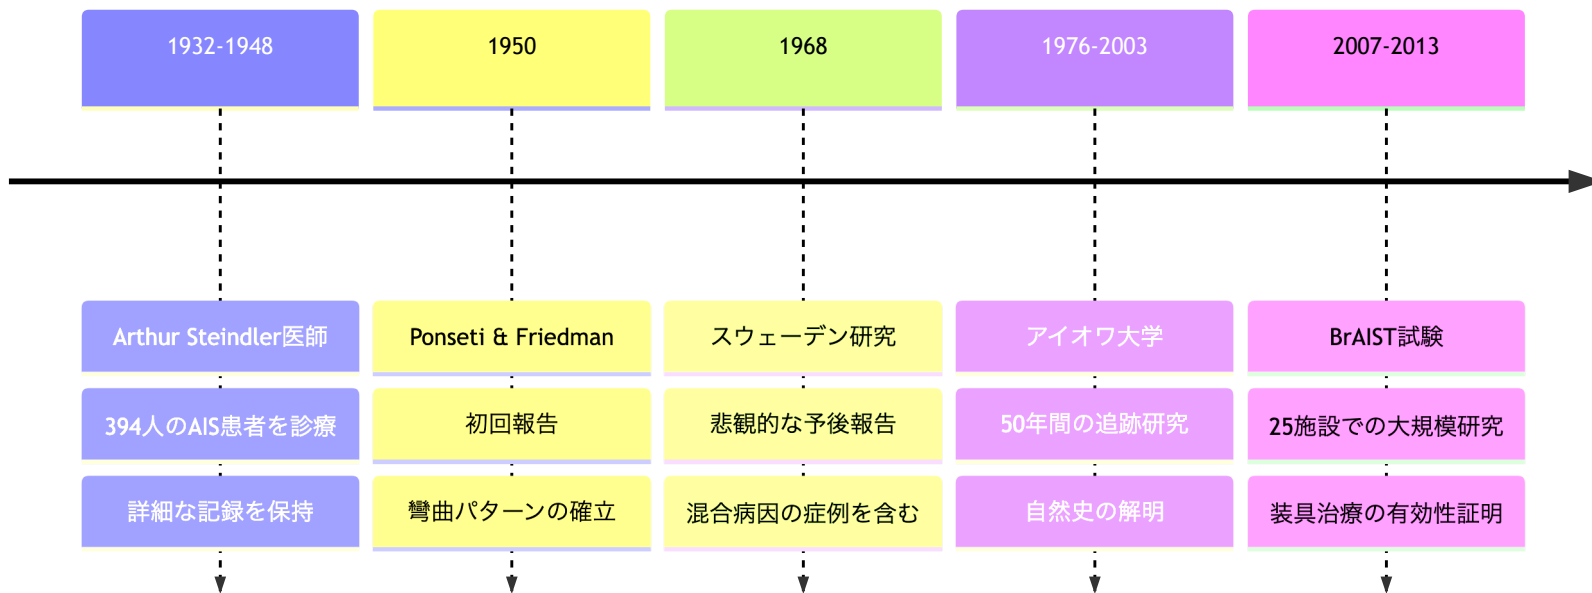 1932-1948
Arthur Steindler医師
394人のAIS患者を診療
詳細な記録を保持
1950
Ponseti & Friedman
初回報告
彎曲パターンの確立
1968
スウェーデン研究
悲観的な予後報告
混合病因の症例を含む
1976-2003
アイオワ大学
50年間の追跡研究
自然史の解明
2007-2013
BrAIST試験
25施設での大規模研究
装具治療の有効性証明